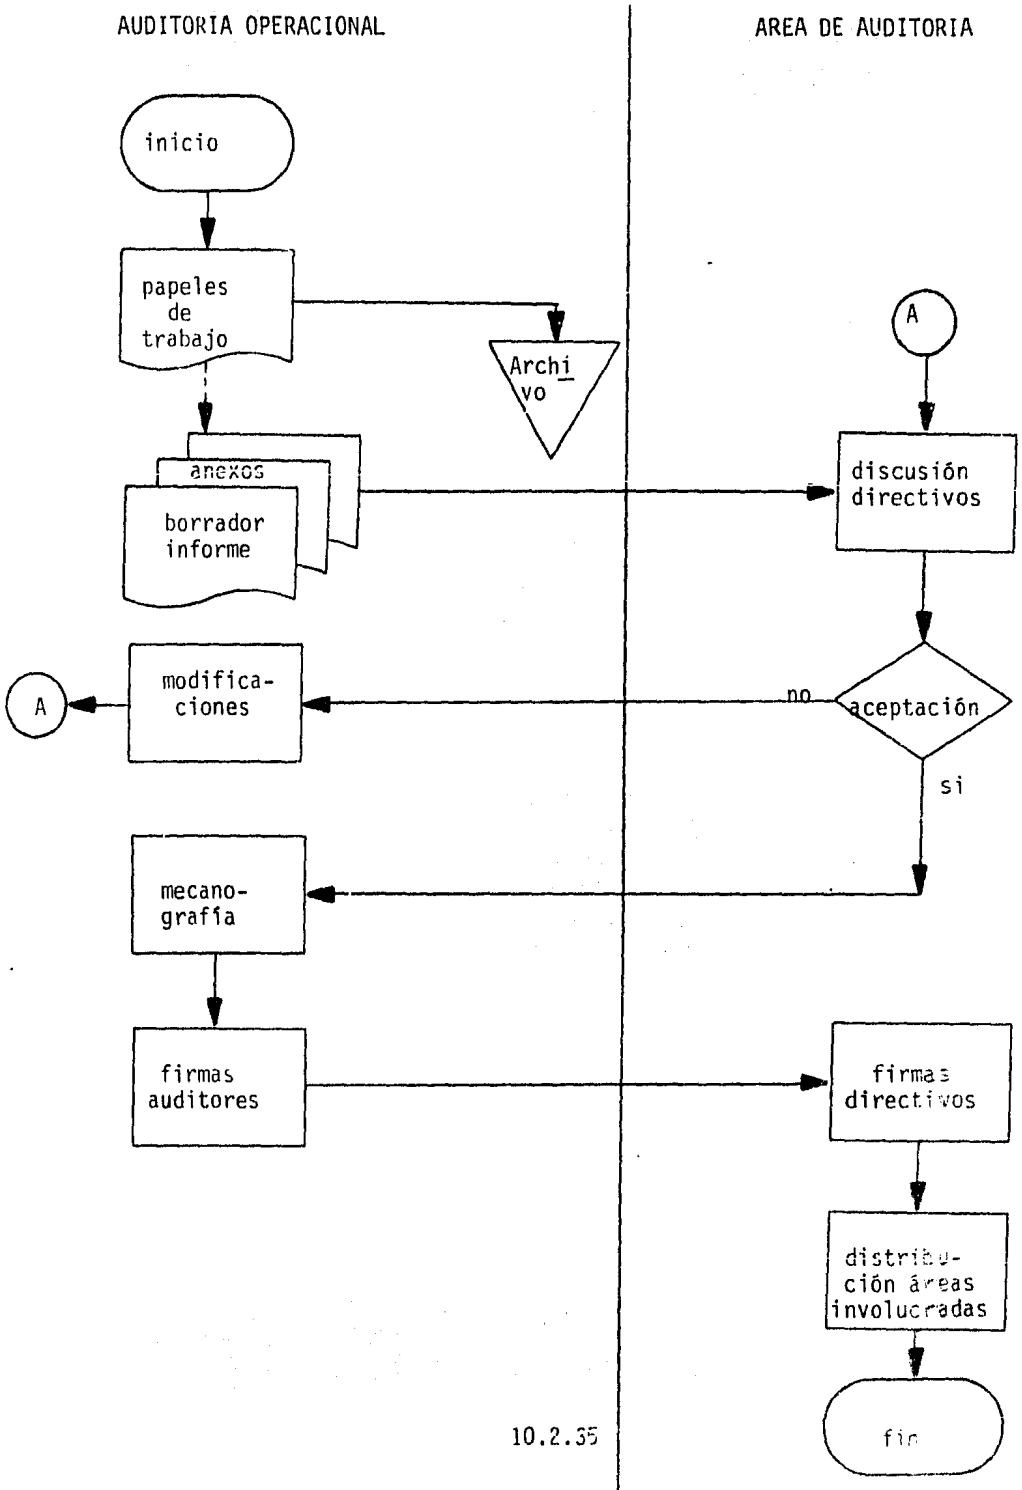 AUDITORIA OPERACIONAL
AREA DE AUDITORIA
inicio
papeles
de
trabajo
Archi
vo
A
anexos
borrador
informe
discusión
directivos
modifica-
ciones
A
no
aceptación
si
mecano-
grafía
firmas
auditores
firmas
directivos
distribu-
ción áreas
involucradas
fin
10.2.35